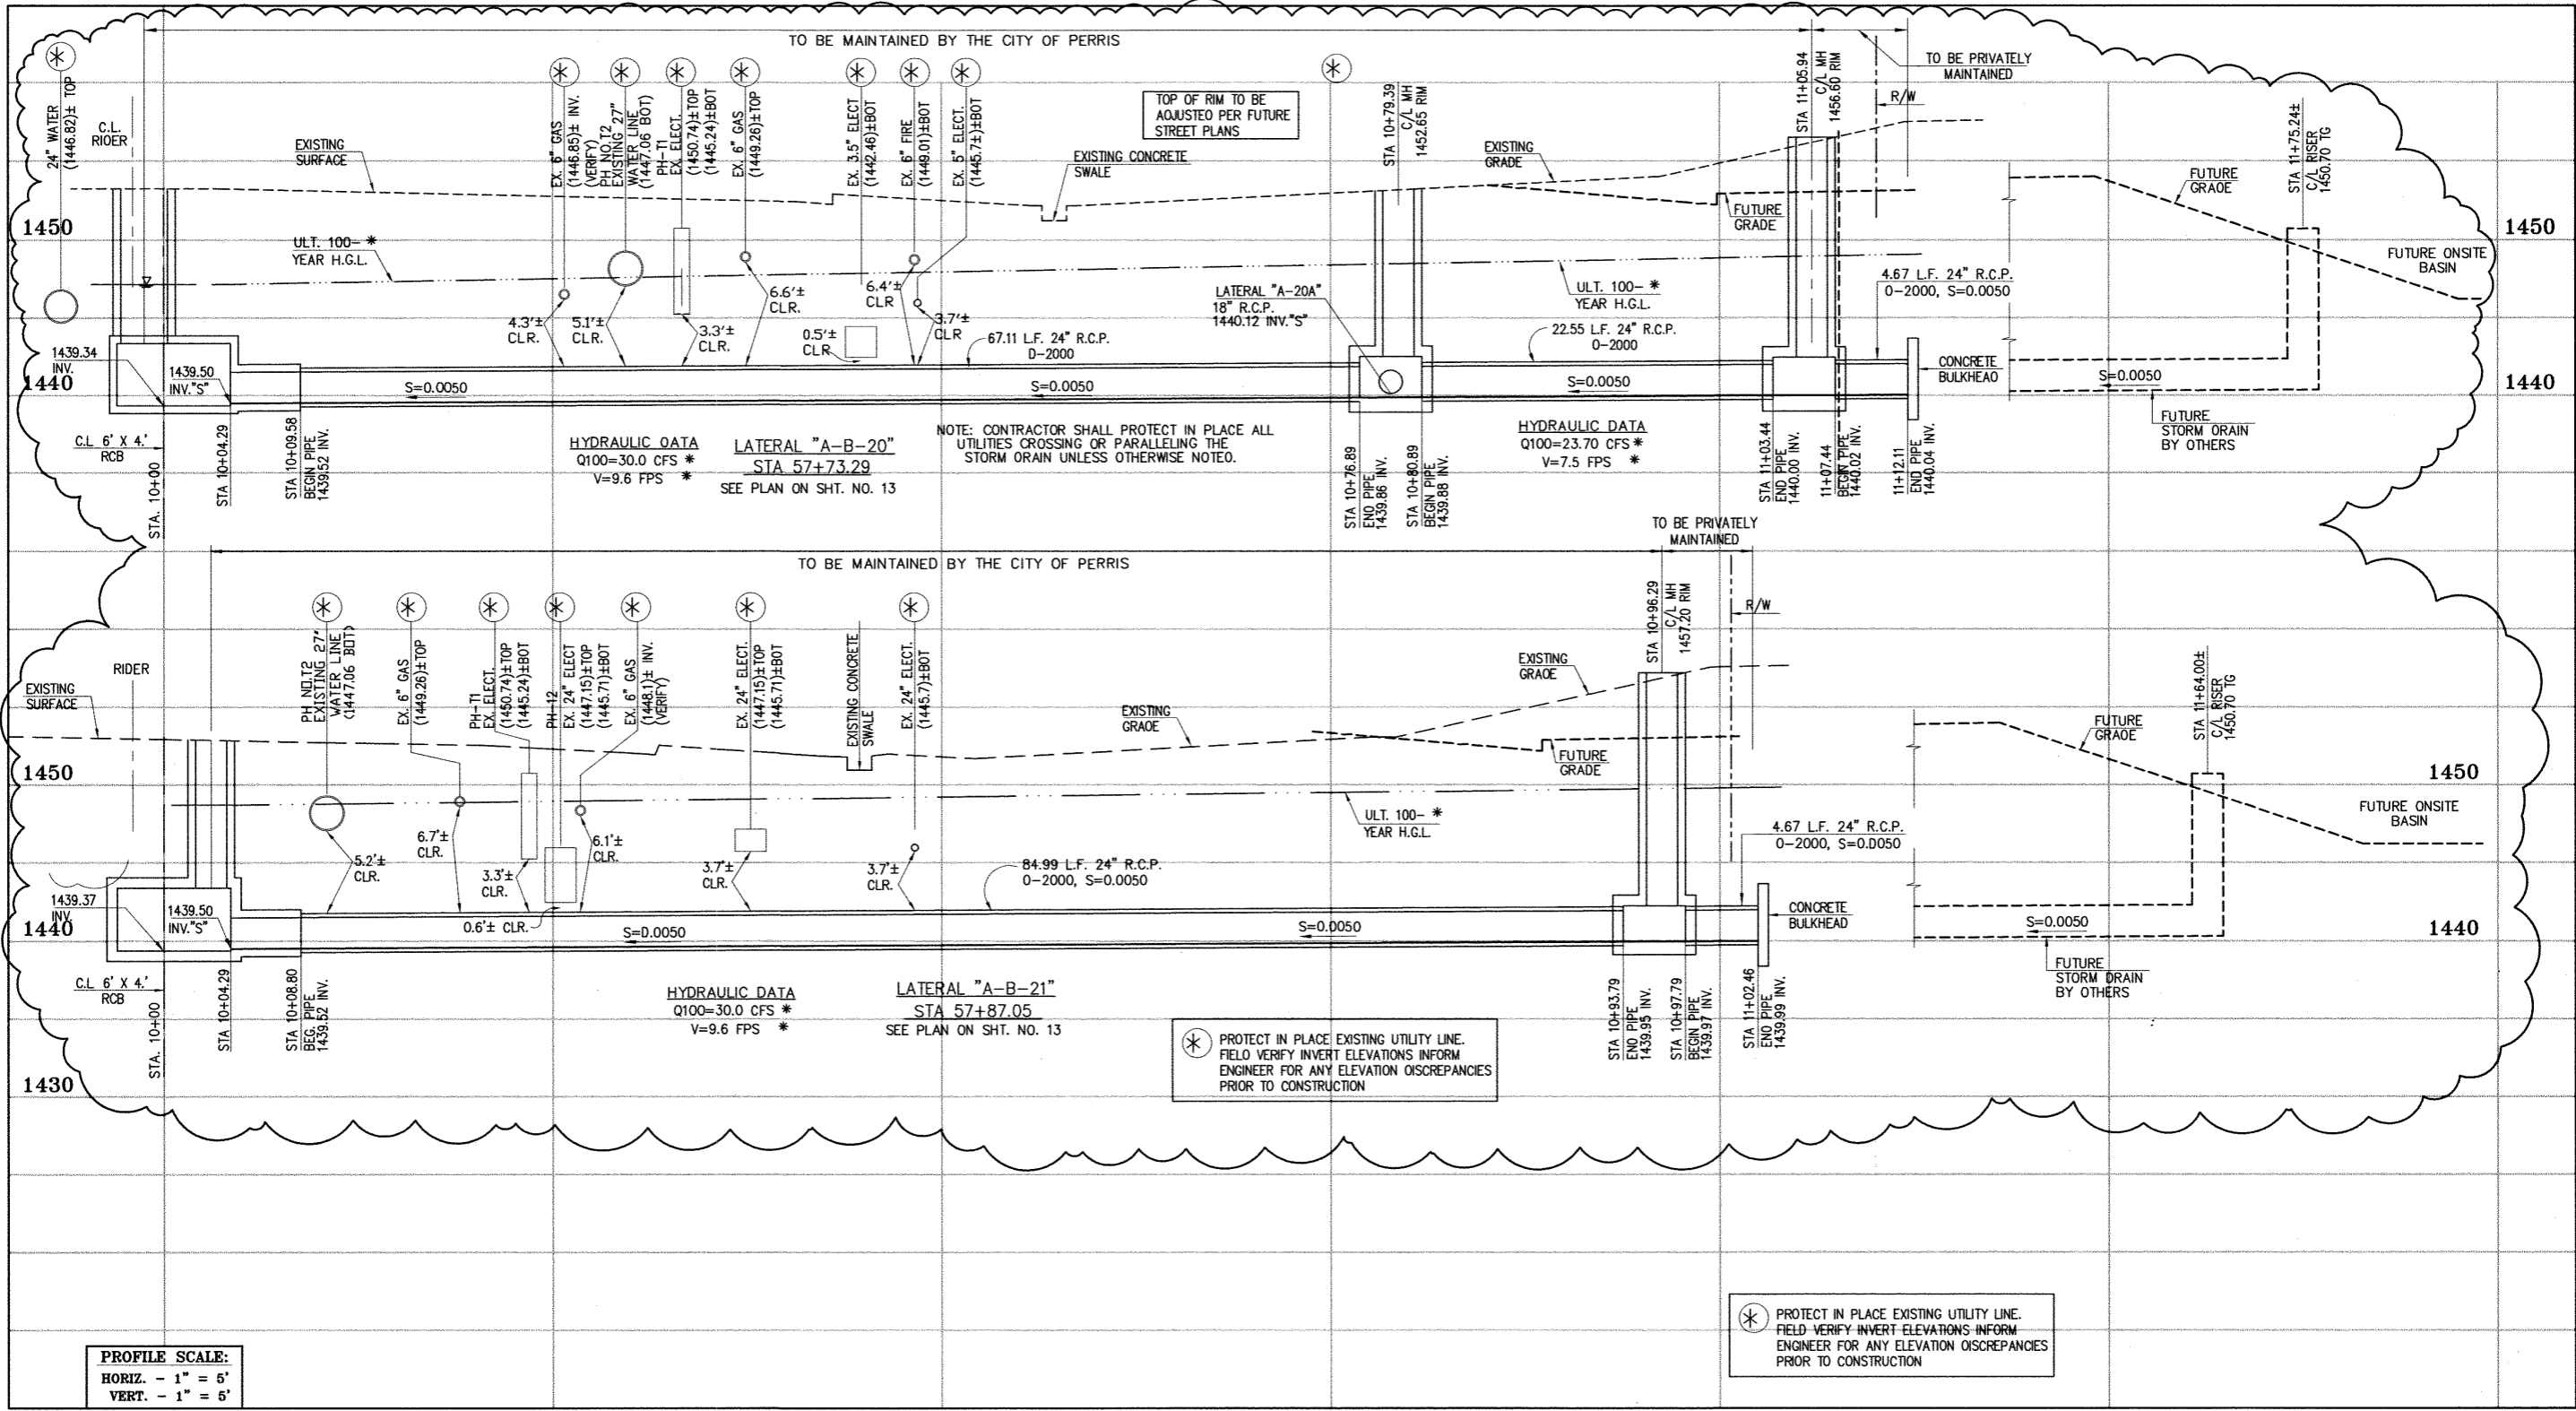 TO BE MAINTAINED BY THE CITY OF PERRIS
TO BE PRIVATELY
MAINTAINED
R/W
24" WATER
(1446.82)± TOP
C.L.
RIOER
EXISTING
SURFACE
ULT. 100- *
YEAR H.G.L.
EX. 6" GAS
(1446.85)± INV.
(VERIFY)
PH NO.T2
EXISTING 27"
WATER LINE
(1447.06 BOT)
PH-T1
EX. ELECT.
(1450.74)±TOP
(1445.24)±BOT
EX. 6" GAS
(1449.26)±TOP
EX. 3.5" ELECT
(1442.46)±BOT
EX. 6" FIRE
(1449.01)±BOT
EX. 5" ELECT.
(1445.7±)±BOT
TOP OF RIM TO BE
AOJUSTEO PER FUTURE
STREET PLANS
EXISTING CONCRETE
SWALE
STA 10+79.39
C/L MH
1452.65 RIM
EXISTING
GRADE
FUTURE
GRADE
STA 11+05.94
C/L MH
1456.60 RIM
FUTURE
GRAOE
STA 11+75.24±
C/L RISER
1450.70 TG
1450
1450
FUTURE ONSITE
BASIN
4.3'±
CLR.
5.1'±
CLR.
3.3'±
CLR.
6.6'±
CLR.
0.5'±
CLR
6.4'±
CLR
3.7'±
CLR
67.11 L.F. 24" R.C.P.
D-2000
LATERAL "A-20A"
18" R.C.P.
1440.12 INV."S"
ULT. 100- *
YEAR H.G.L.
22.55 L.F. 24" R.C.P.
0-2000
4.67 L.F. 24" R.C.P.
0-2000, S=0.0050
1439.34
INV.
1439.50
INV."S"
1440
S=0.0050
S=0.0050
S=0.0050
CONCRETE
BULKHEAO
S=0.0050
1440
FUTURE
STORM DRAIN
BY OTHERS
C.L 6' X 4.'
RCB
STA. 10+00
STA 10+04.29
STA 10+09.58
BEGIN PIPE
1439.52 INV.
HYDRAULIC OATA
Q100=30.0 CFS *
V=9.6 FPS *
LATERAL "A-B-20"
STA 57+73.29
SEE PLAN ON SHT. NO. 13
NOTE: CONTRACTOR SHALL PROTECT IN PLACE ALL
UTILITIES CROSSING OR PARALLELING THE
STORM ORAIN UNLESS OTHERWISE NOTEO.
STA 10+76.89
ENO PIPE
1439.86 INV.
STA 10+80.89
BEGIN PIPE
1439.88 INV.
HYDRAULIC DATA
Q100=23.70 CFS *
V=7.5 FPS *
STA 11+03.44
END PIPE
1440.00 INV.
11+07.44
BEGIN PIPE
1440.02 INV.
11+12.11
END PIPE
1440.04 INV.
TO BE MAINTAINED BY THE CITY OF PERRIS
TO BE PRIVATELY
MAINTAINED
R/W
RIDER
EXISTING
SURFACE
PH NO.T2
EXISTING 27"
WATER LINE
(1447.06 BOT)
EX. 6" GAS
(1449.26)±TOP
PH-T1
EX. ELECT.
(1450.74)±TOP
(1445.24)±BOT
PH-12
EX. 24" ELECT
(1447.15)±TOP
(1445.71)±BOT
EX. 6" GAS
(1448.1)± INV.
(VERIFY)
EX. 24" ELECT.
(1447.15)±TOP
(1445.71)±BOT
EXISTING CONCRETE
SWALE
EX. 24" ELECT.
(1445.7)±BOT
EXISTING
GRAOE
EXISTING
GRAOE
FUTURE
GRADE
STA 10+96.29
C/L MH
1457.20 RIM
FUTURE
GRAOE
STA 11+64.00±
C/L RISER
1450.70 TG
1450
1450
FUTURE ONSITE
BASIN
5.2'±
CLR.
6.7'±
CLR.
3.3'±
CLR.
0.6'± CLR.
6.1'±
CLR.
3.7'±
CLR.
3.7'±
CLR.
84.99 L.F. 24" R.C.P.
0-2000, S=0.0050
ULT. 100- *
YEAR H.G.L.
4.67 L.F. 24" R.C.P.
0-2000, S=0.D050
1439.37
INV.
1439.50
INV."S"
1440
S=D.0050
S=0.0050
CONCRETE
BULKHEAD
S=0.0050
1440
FUTURE
STORM DRAIN
BY OTHERS
C.L 6' X 4.'
RCB
STA. 10+00
STA 10+04.29
STA 10+08.80
BEG. PIPE
1439.52 INV.
HYDRAULIC DATA
Q100=30.0 CFS *
V=9.6 FPS *
LATERAL "A-B-21"
STA 57+87.05
SEE PLAN ON SHT. NO. 13
STA 10+93.79
ENO PIPE
1439.95 INV.
STA 10+97.79
BEGIN PIPE
1439.97 INV.
STA 11+02.46
ENO PIPE
1439.99 INV.
PROTECT IN PLACE EXISTING UTILITY LINE.
FIELD VERIFY INVERT ELEVATIONS INFORM
ENGINEER FOR ANY ELEVATION OISCREPANCIES
PRIOR TO CONSTRUCTION
1430
PROTECT IN PLACE EXISTING UTILITY LINE.
FIELD VERIFY INVERT ELEVATIONS INFORM
ENGINEER FOR ANY ELEVATION OISCREPANCIES
PRIOR TO CONSTRUCTION
PROFILE SCALE:
HORIZ. - 1" = 5'
VERT. - 1" = 5'